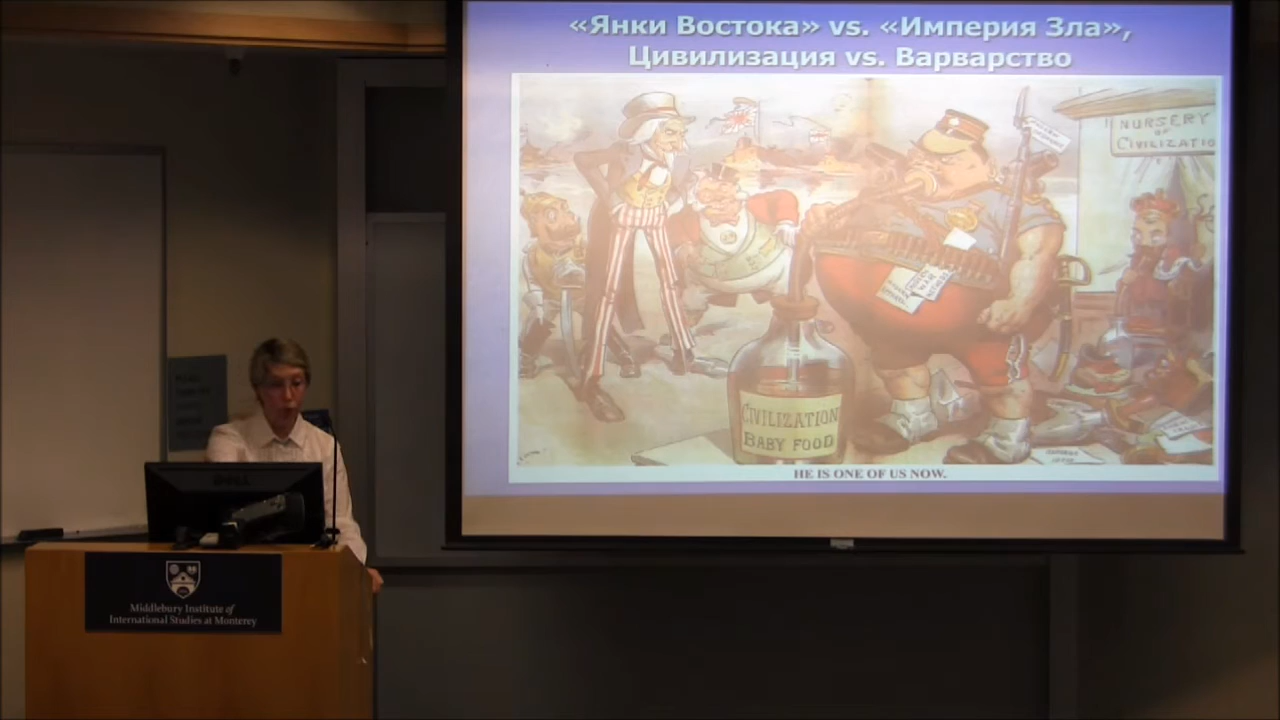 «Янки Востока» vs. «Империя Зла»,
Цивилизация vs. Варварство
NURSERY
OF
CIVILIZATIO
CIVILIZATION
BABY FOOD
HE IS ONE OF US NOW.
DELL
Middlebury Institute of
International Studies at Monterey